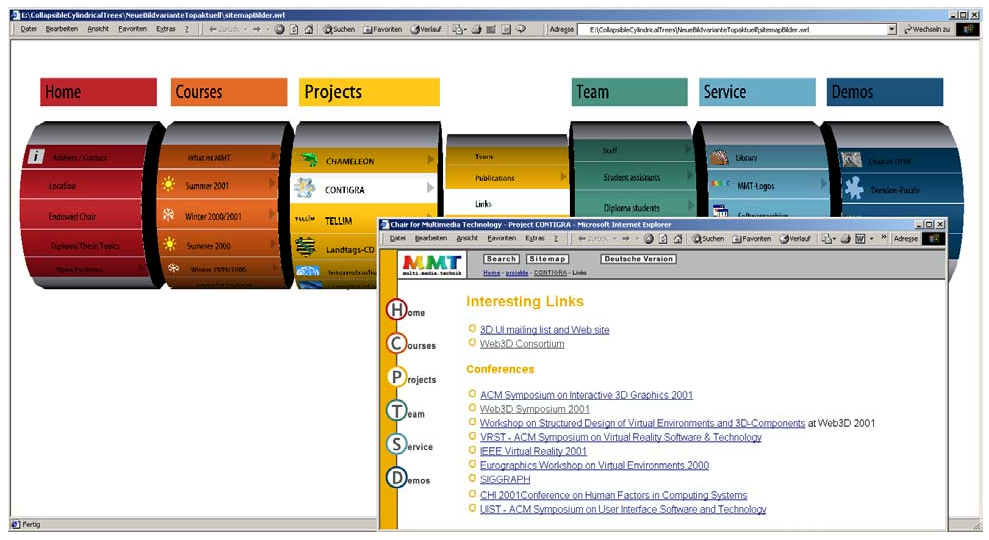 E:\CollapsibleCylindricalTrees\NeueBildvarianteTopaktuell\sitemapBilder.wrl
Datei Bearbeiten Ansicht Favoriten Extras ? Zurück Suchen Favoriten Verlauf Adresse E:\CollapsibleCylindricalTrees\NeueBildvarianteTopaktuell\sitemapBilder.wrl Wechseln zu
Home Courses Projects Team Service Demos
Address / Contact
Location
Endowed Chair
Diploma Thesis Topics
Open Positions
What ist MMT
Summer 2001
Winter 2000/2001
Summer 2000
Winter 1999/2000
CHAMELEON
CONTIGRA
TELLIM TELLIM
Landtags-CD
Team
Publications
Links
Staff
Student assistants
Diploma students
Library
MMT-Logos
Dresden-Puzzle
Chair for Multimedia Technology - Project CONTIGRA - Microsoft Internet Explorer
Datei Bearbeiten Ansicht Favoriten Extras ? Zurück Suchen Favoriten Verlauf » Adresse
MMT
multi.media.technik
Search Sitemap Deutsche Version
Home - projekte - CONTIGRA - Links
Home
Courses
Projects
Team
Service
Demos
Interesting Links
3D UI mailing list and Web site
Web3D Consortium
Conferences
ACM Symposium on Interactive 3D Graphics 2001
Web3D Symposium 2001
Workshop on Structured Design of Virtual Environments and 3D-Components at Web3D 2001
VRST - ACM Symposium on Virtual Reality Software & Technology
IEEE Virtual Reality 2001
Eurographics Workshop on Virtual Environments 2000
SIGGRAPH
CHI 2001Conference on Human Factors in Computing Systems
UIST - ACM Symposium on User Interface Software and Technology
Fertig